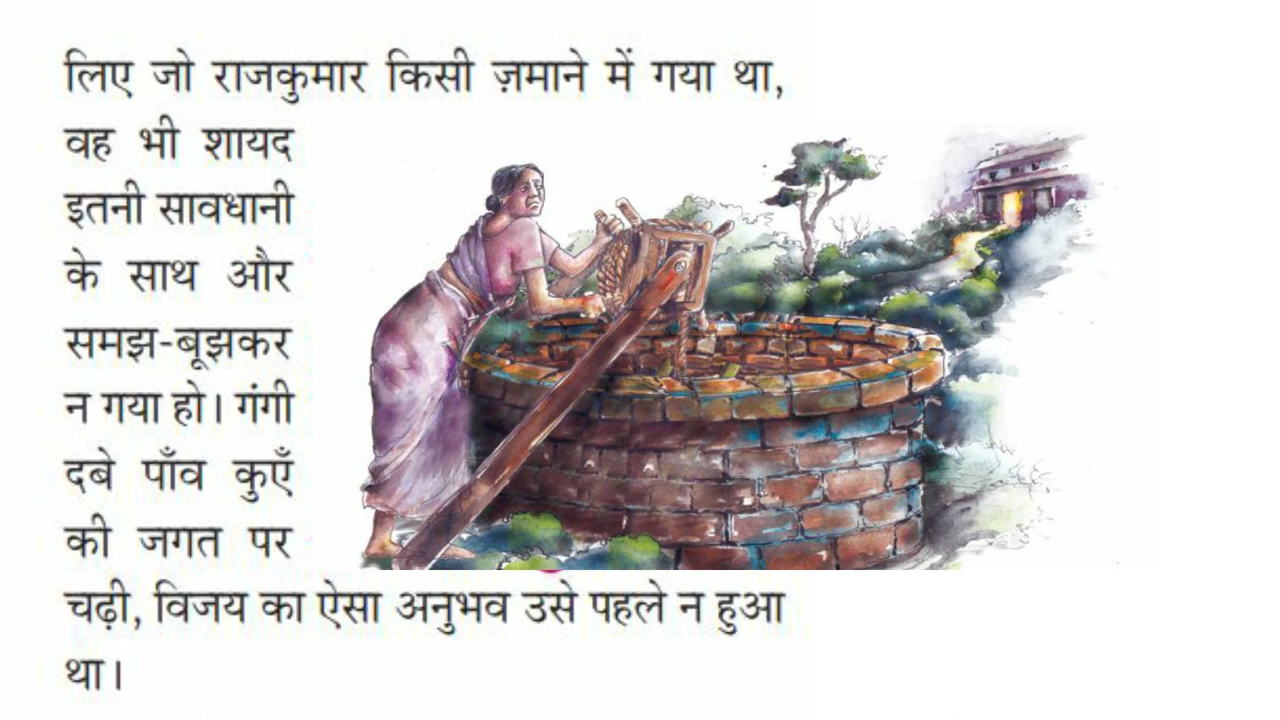 लिए जो राजकुमार किसी ज़माने में गया था,
वह भी शायद
इतनी सावधानी
के साथ और
समझ-बूझकर
न गया हो। गंगी
दबे पाँव कुएँ
की जगत पर
चढ़ी, विजय का ऐसा अनुभव उसे पहले न हुआ
था।